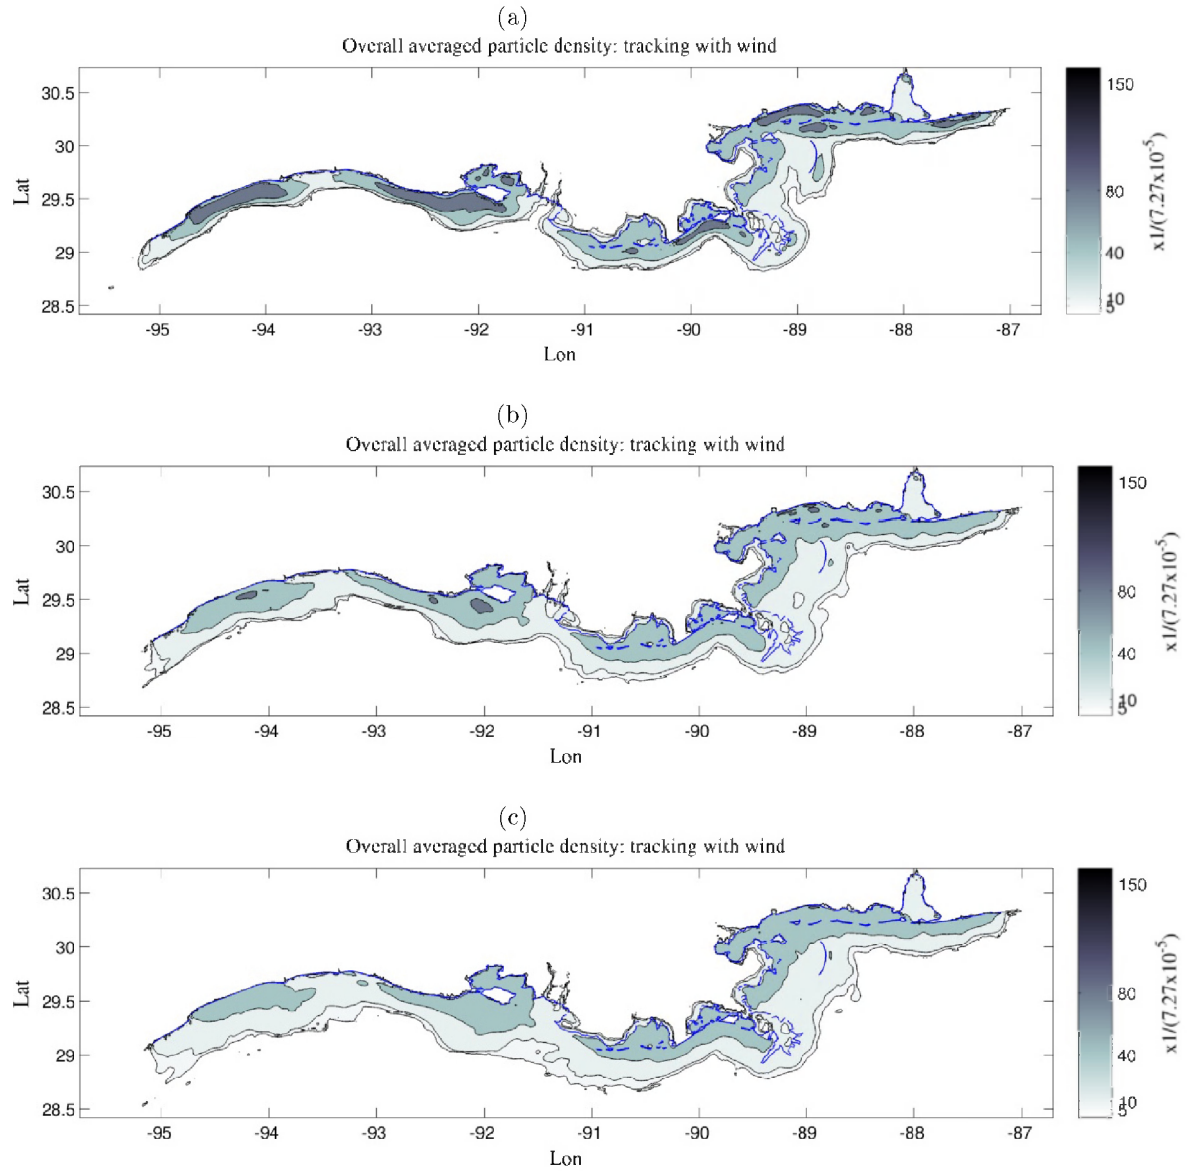 (a)
Overall averaged particle density: tracking with wind
30.5
30
29.5
29
28.5
Lat
-95 -94 -93 -92 -91 -90 -89 -88 -87
Lon
150
80
40
10
5
x1/(7.27x10-5)
(b)
Overall averaged particle density: tracking with wind
30.5
30
29.5
29
28.5
Lat
-95 -94 -93 -92 -91 -90 -89 -88 -87
Lon
150
80
40
10
5
x1/(7.27x10-5)
(c)
Overall averaged particle density: tracking with wind
30.5
30
29.5
29
28.5
Lat
-95 -94 -93 -92 -91 -90 -89 -88 -87
Lon
150
80
40
10
5
x1/(7.27x10-5)